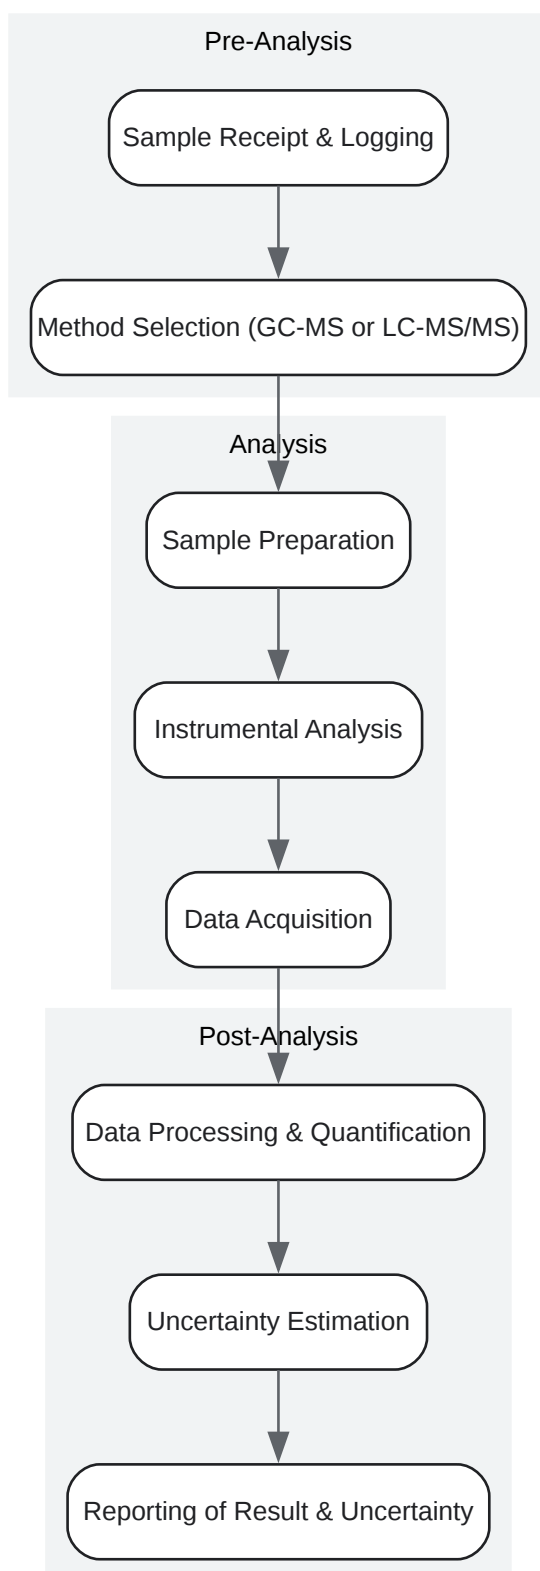 Pre-Analysis
Sample Receipt & Logging
Method Selection (GC-MS or LC-MS/MS)
Analysis
Sample Preparation
Instrumental Analysis
Data Acquisition
Post-Analysis
Data Processing & Quantification
Uncertainty Estimation
Reporting of Result & Uncertainty